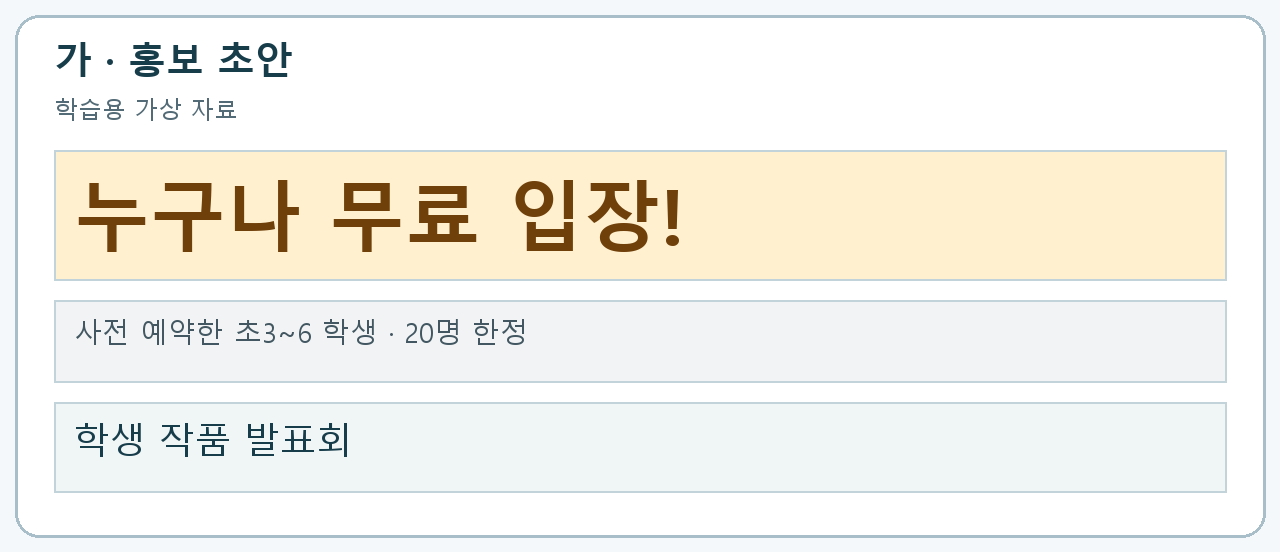 가 · 홍보 초안
학습용 가상 자료
누구나 무료 입장!
사전 예약한 초3~6 학생 · 20명 한정
학생 작품 발표회